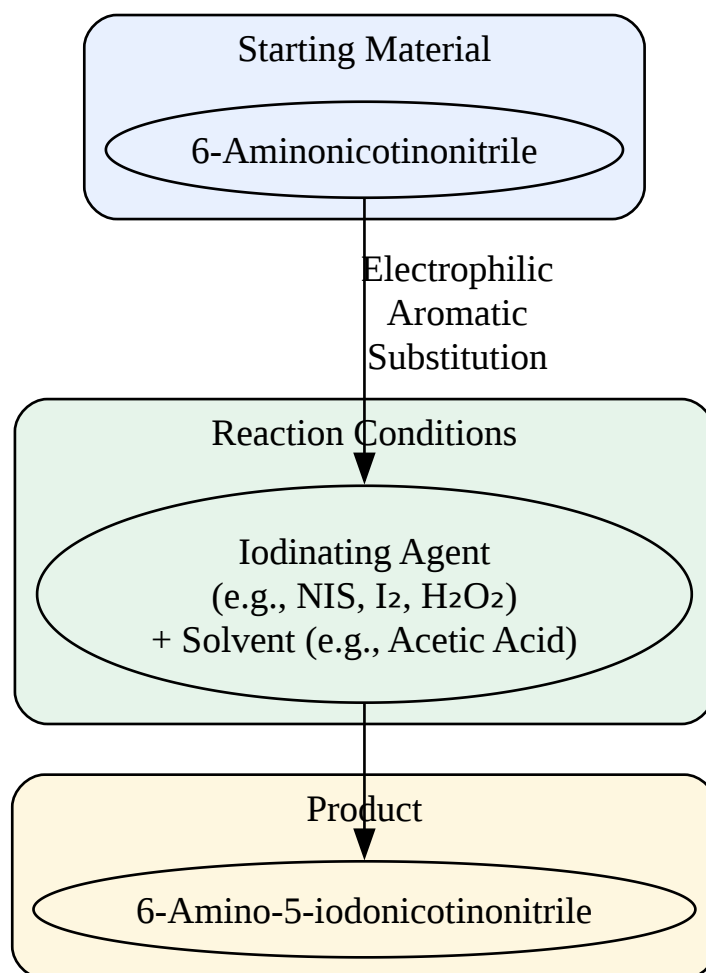 Starting Material
6-Aminonicotinonitrile
Electrophilic
Aromatic
Substitution
Reaction Conditions
Iodinating Agent
(e.g., NIS, I₂, H₂O₂)
+ Solvent (e.g., Acetic Acid)
Product
6-Amino-5-iodonicotinonitrile